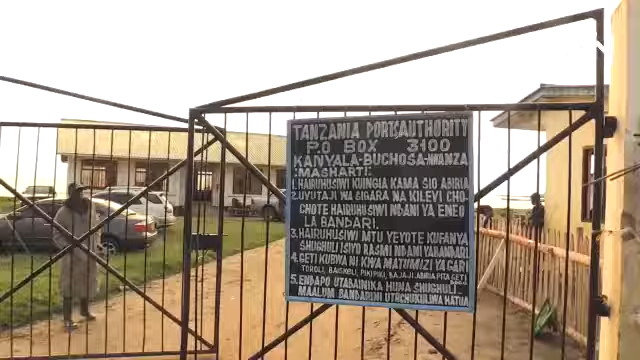 TANZANIA PORTS AUTHORITY
P.O BOX 3100
KANYALA-BUCHOSA-MWANZA
:MASHARTI:
1. HAIRUHUSIWI KUINGIA KAMA SIO ABIRIA
2. UVUTAJI WA SIGARA NA KILEVI CHO-
CHOTE HAIRUHUSIWI NDANI YA ENEO
LA BANDARI.
3. HAIRUHUSIWI MTU YEYOTE KUFANYA
SHUGHULI ISIYO RASMI NDANI YABANDARI
4. GETI KUBWA NI KWA MATUMIZI YA GARI
TOROLI, BAISKELI, PIKIPIKI, BAJAJI. ABIRIA PITA GETI
5. ENDAPO UTABAINIKA HUNA SHUGHULI
MAALUM BANDARINI UTACHUKULIWA HATUA